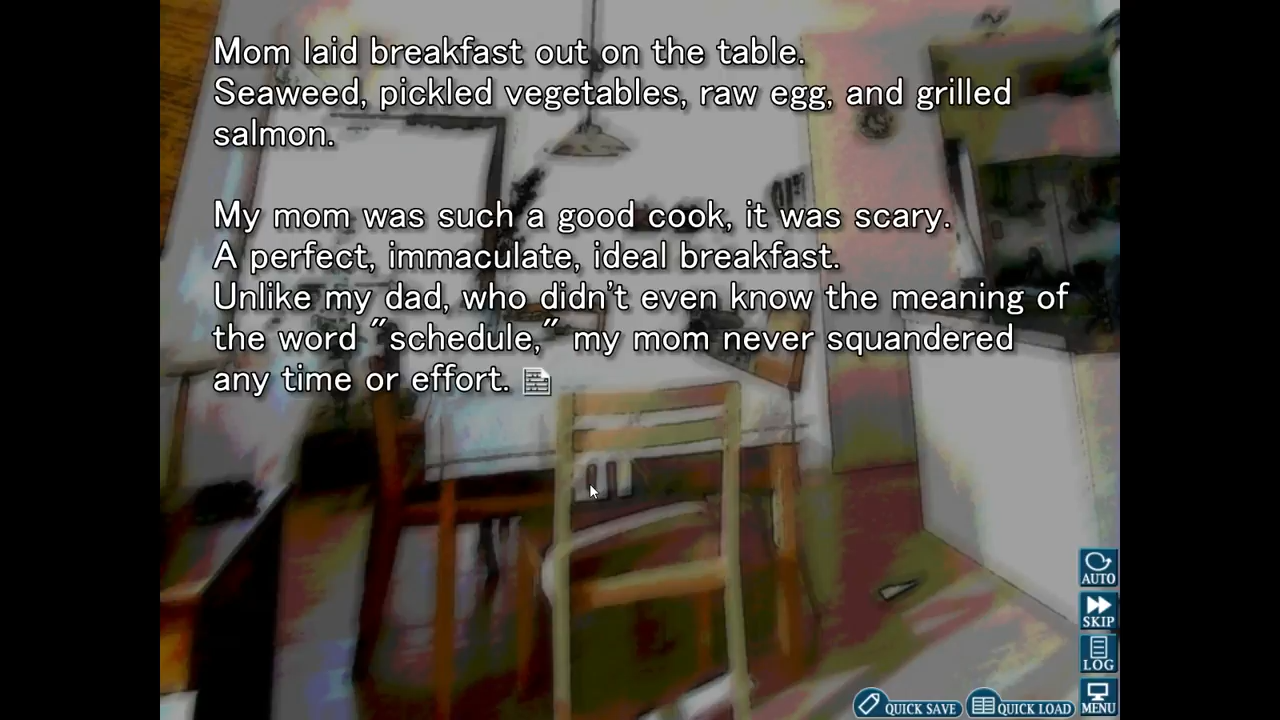 Mom laid breakfast out on the table.
Seaweed, pickled vegetables, raw egg, and grilled
salmon.
My mom was such a good cook, it was scary.
A perfect, immaculate, ideal breakfast.
Unlike my dad, who didn't even know the meaning of
the word "schedule," my mom never squandered
any time or effort.
AUTO
SKIP
LOG
MENU
QUICK SAVE
QUICK LOAD